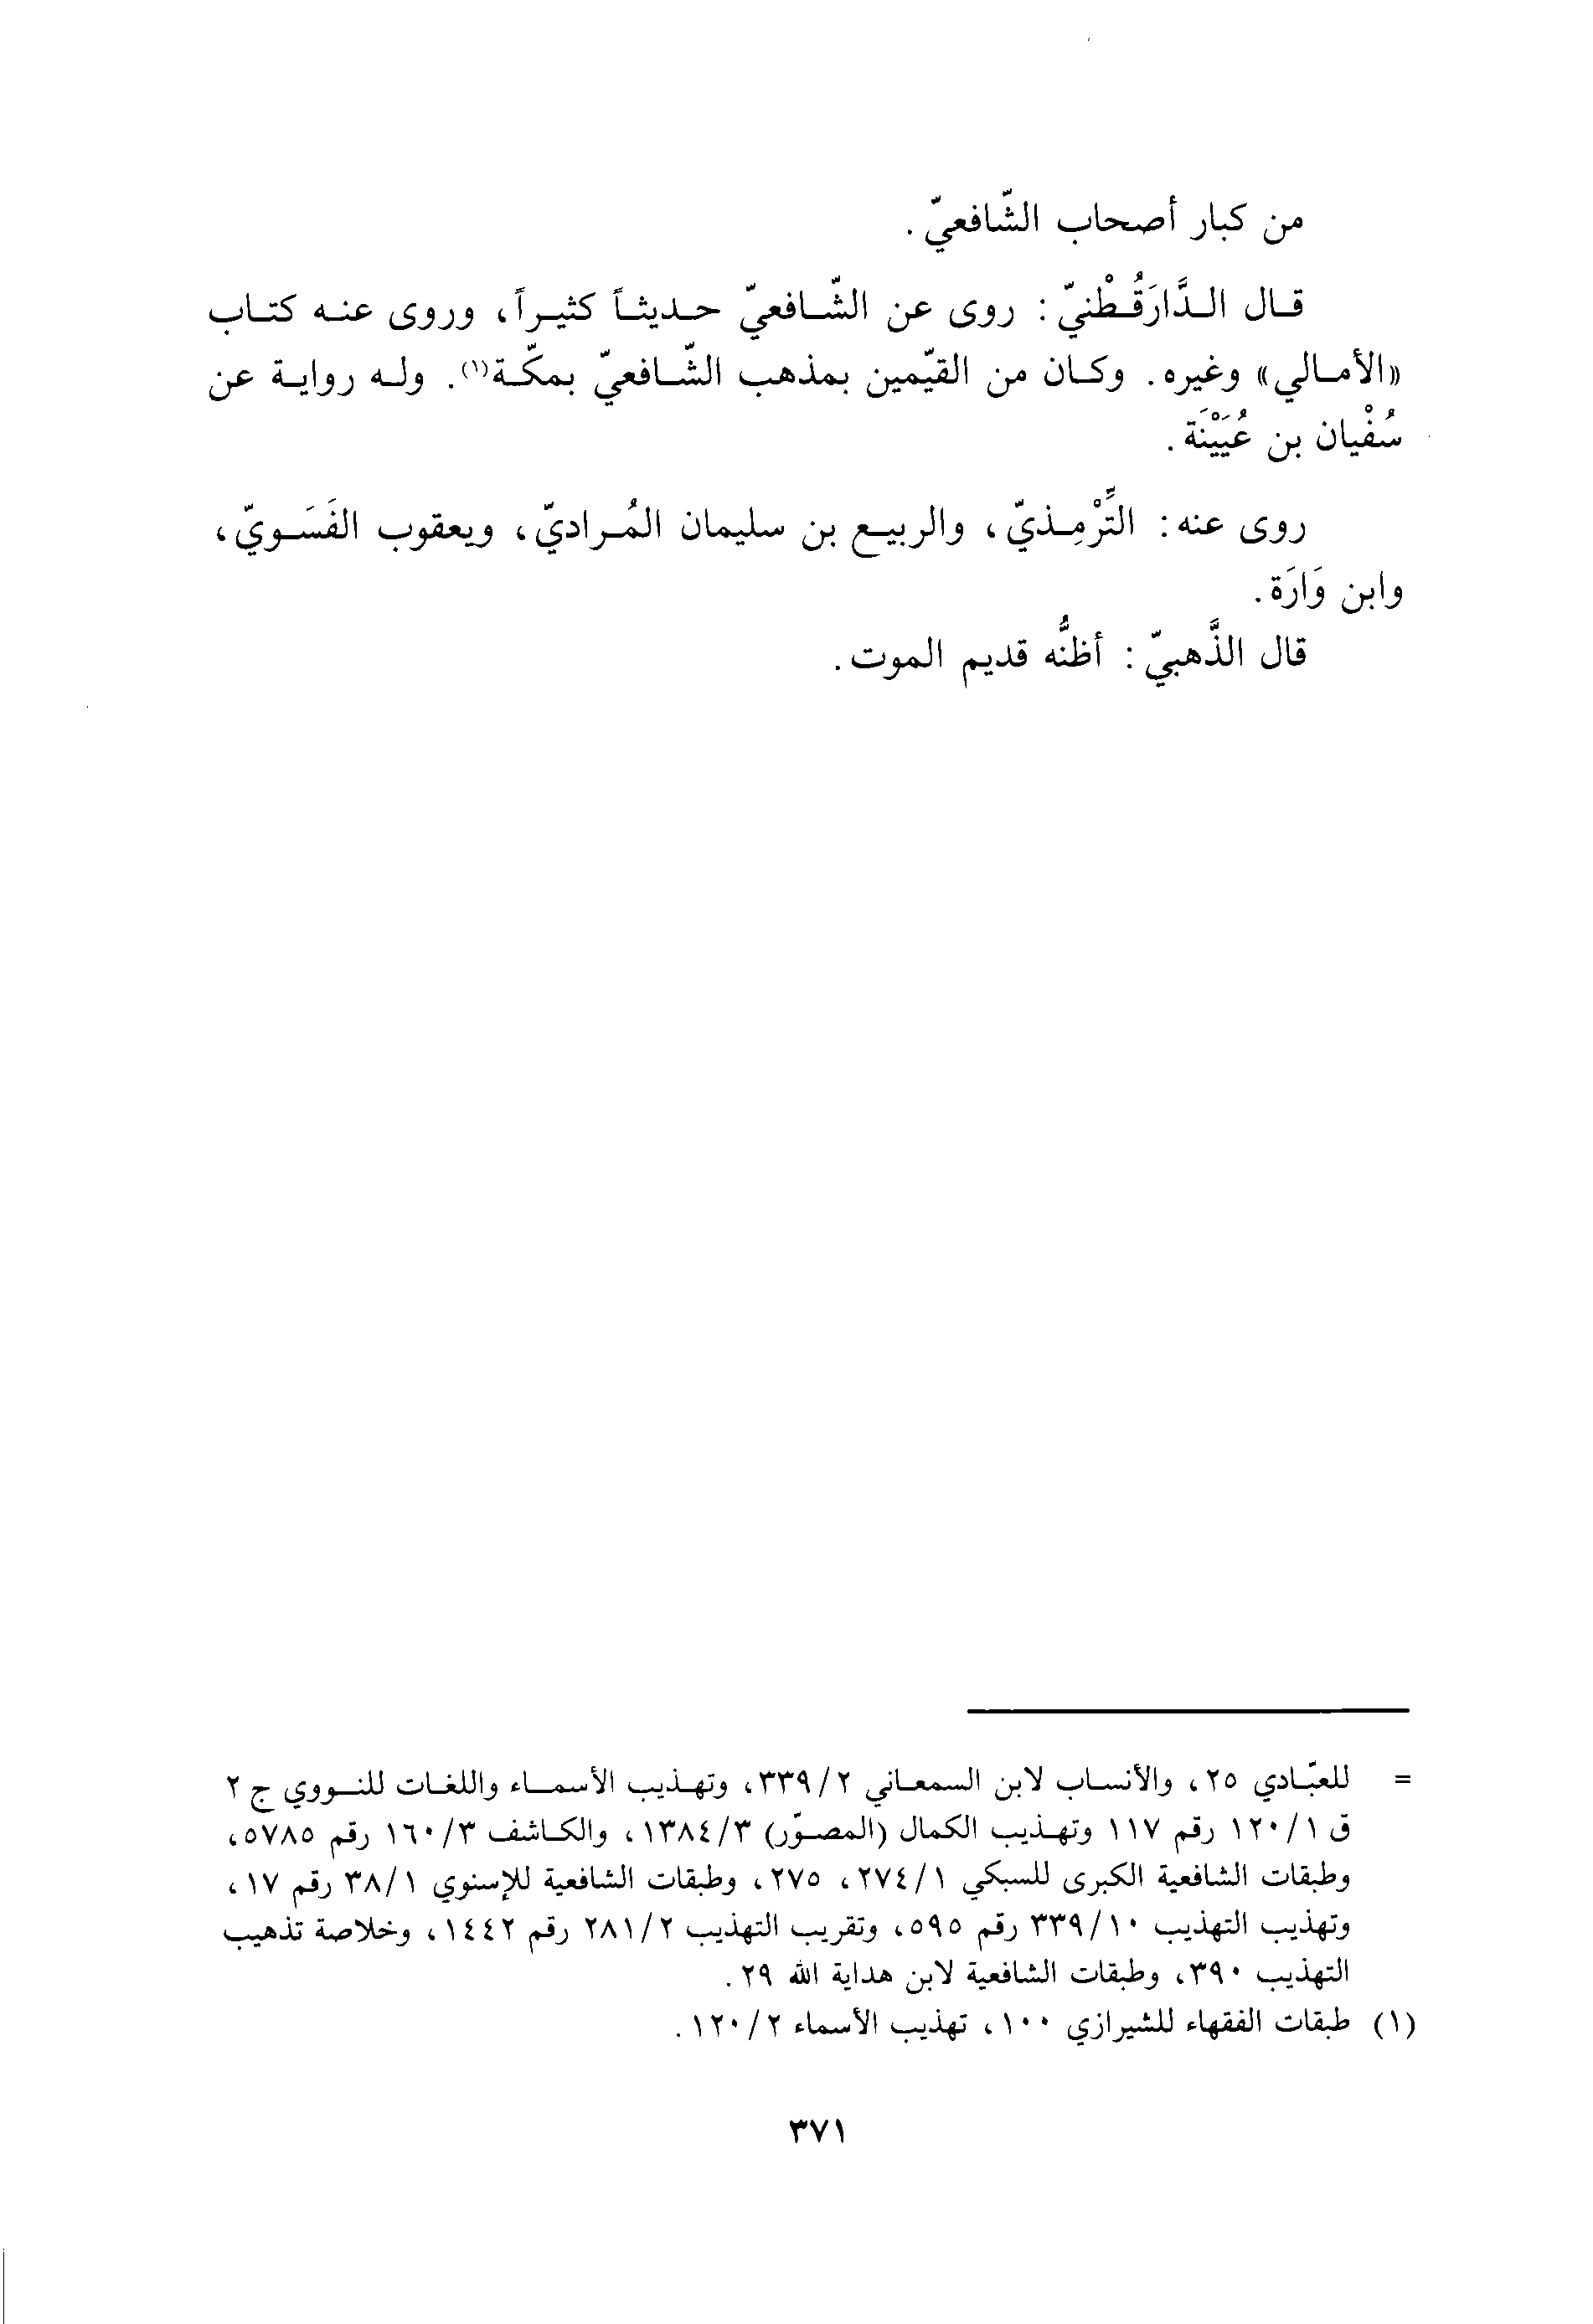 من كبار أصحاب الشّافعيّ.
قال الدَّارَقُطْنيّ: روى عن الشّافعيّ حديثاً كثيراً، وروى عنه كتاب
«الأمالي» وغيره. وكان من القيّمين بمذهب الشّافعيّ بمكّة(١). وله رواية عن
سُفْيان بن عُيَيْنَة.
روى عنه: التِّرْمِذيّ، والربيع بن سليمان المُراديّ، ويعقوب الفَسَويّ،
وابن وَارَة.
قال الذَّهبيّ: أظنُّه قديم الموت.
= للعبّادي ٢٥، والأنساب لابن السمعاني ٣٣٩/٢، وتهذيب الأسماء واللغات للنووي ج ٢
ق ١٢٠/١ رقم ١١٧ وتهذيب الكمال (المصوّر) ١٣٨٤/٣، والكاشف ١٦٠/٣ رقم ٥٧٨٥،
وطبقات الشافعية الكبرى للسبكي ٢٧٤/١، ٢٧٥، وطبقات الشافعية للإسنوي ٣٨/١ رقم ١٧،
وتهذيب التهذيب ٣٣٩/١٠ رقم ٥٩٥، وتقريب التهذيب ٢٨١/٢ رقم ١٤٤٢، وخلاصة تذهيب
التهذيب ٣٩٠، وطبقات الشافعية لابن هداية الله ٢٩.
(١) طبقات الفقهاء للشيرازي ١٠٠، تهذيب الأسماء ١٢٠/٢.
٣٧١